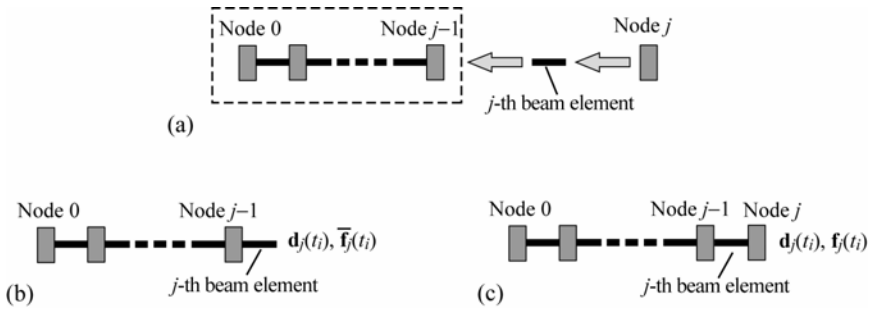 Node 0
Node j−1
Node j
j-th beam element
(a)
Node 0
Node j−1
𝐝ⱼ(tᵢ), 𝐟̅ⱼ(tᵢ)
j-th beam element
(b)
Node 0
Node j−1
Node j
𝐝ⱼ(tᵢ), 𝐟ⱼ(tᵢ)
j-th beam element
(c)